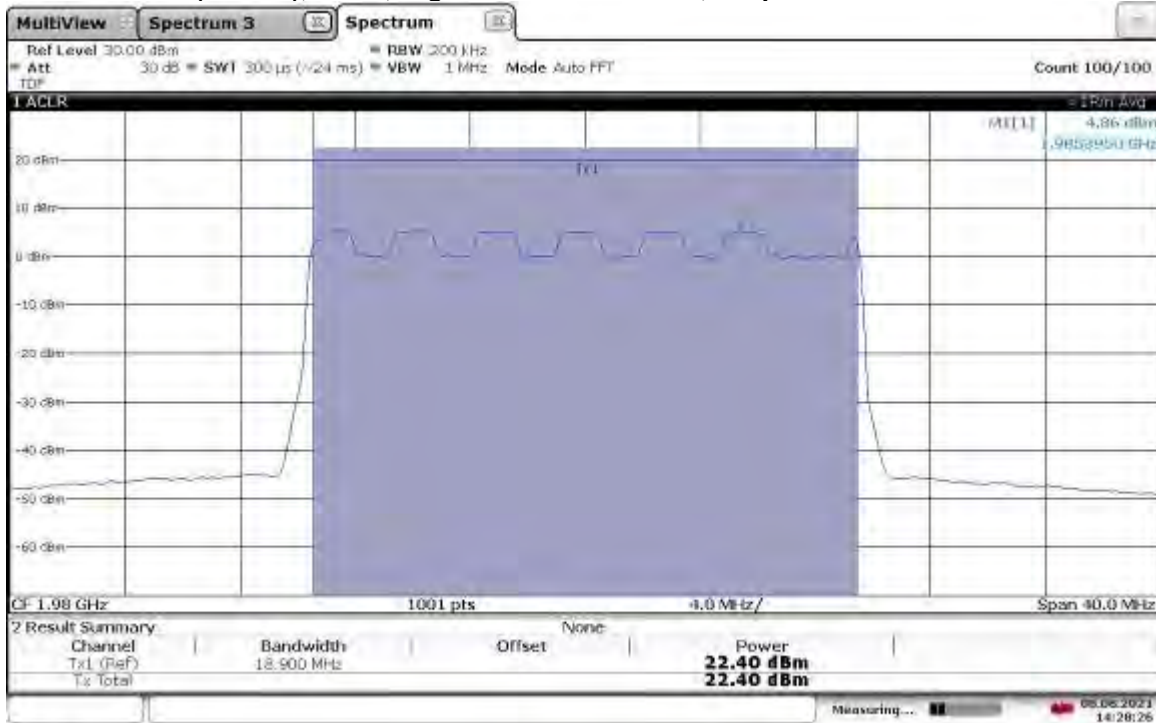 MultiView Spectrum 3 Spectrum
Ref Level 30.00 dBm RBW 200 kHz
Att 30 dB SWT 300 µs (~24 ms) VBW 1 MHz Mode Auto FFT Count 100/100
TDF
1 ACLR 1Rm Avg
M1[1] 4.86 dBm
1.9853950 GHz
20 dBm
Tx1
10 dBm
0 dBm
-10 dBm
-20 dBm
-30 dBm
-40 dBm
-50 dBm
-60 dBm
CF 1.98 GHz 1001 pts 4.0 MHz/ Span 40.0 MHz
2 Result Summary None
Channel Bandwidth Offset Power
Tx1 (Ref) 18.900 MHz 22.40 dBm
Tx Total 22.40 dBm
Measuring...
14:28:26